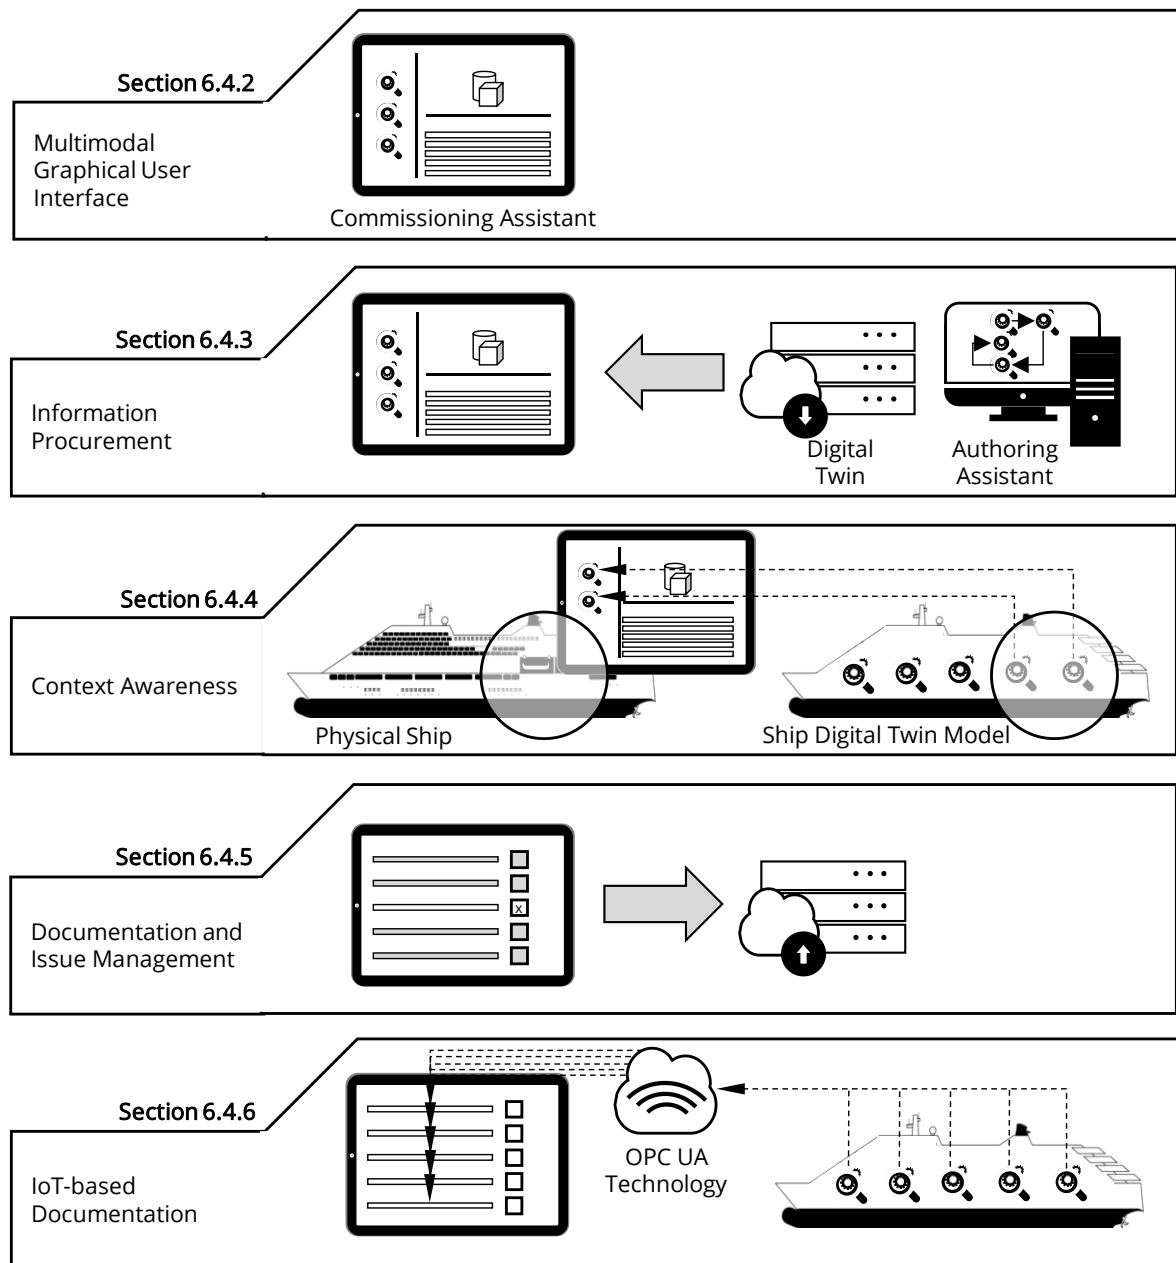 Section 6.4.2
Multimodal
Graphical User
Interface
Commissioning Assistant
Section 6.4.3
Information
Procurement
Digital
Twin
Authoring
Assistant
Section 6.4.4
Context Awareness
Physical Ship
Ship Digital Twin Model
Section 6.4.5
Documentation and
Issue Management
x
Section 6.4.6
IoT-based
Documentation
OPC UA
Technology